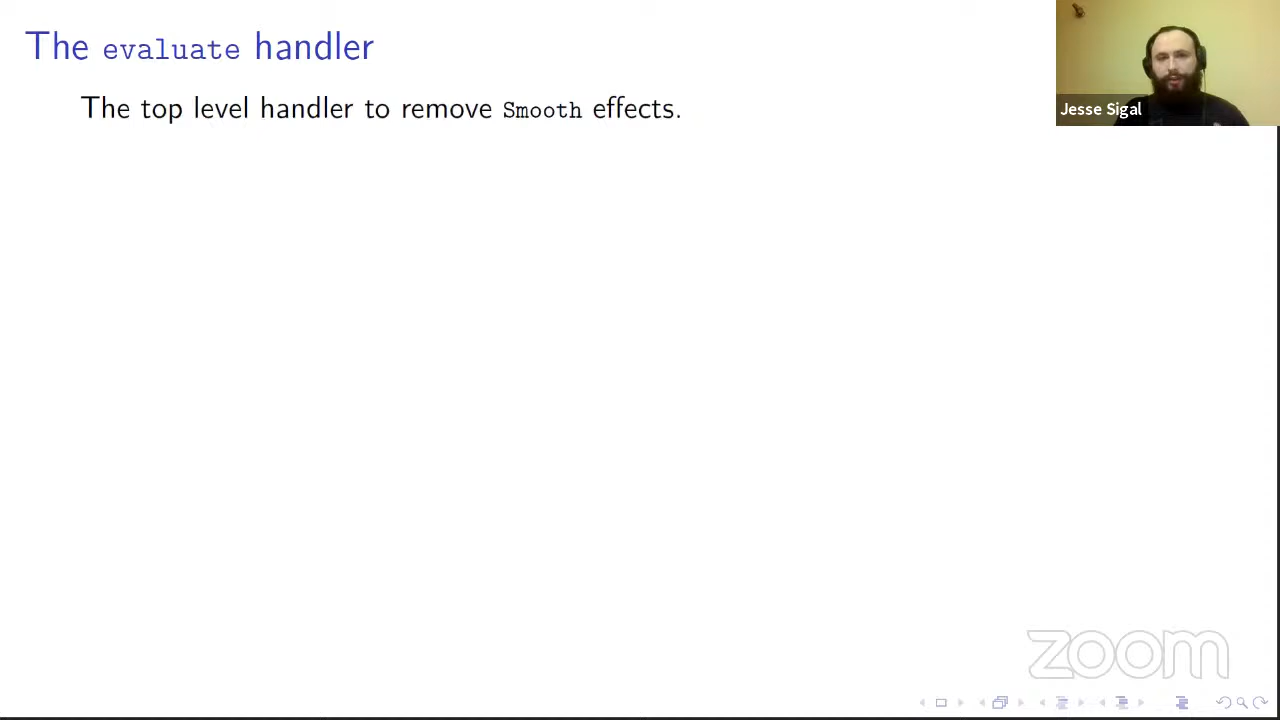 The evaluate handler
The top level handler to remove Smooth effects.
Jesse Sigal
zoom